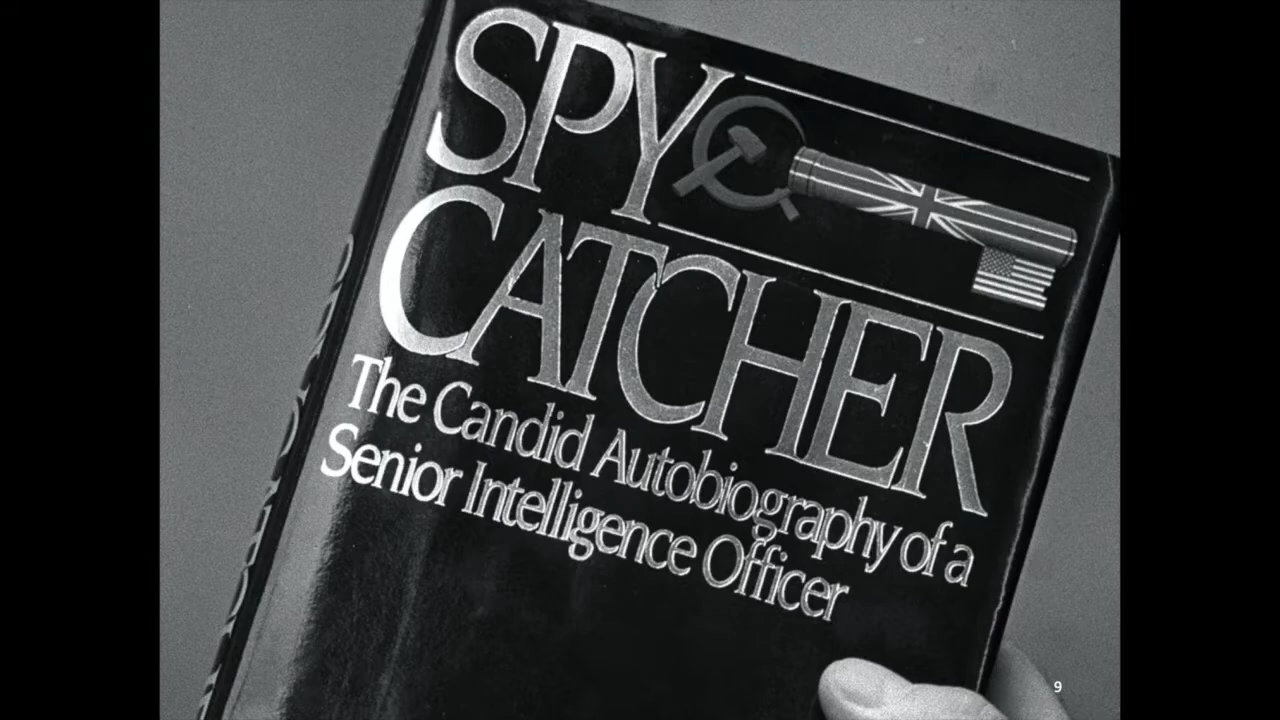 SPY
CATCHER
The Candid Autobiography of a
Senior Intelligence Officer
9